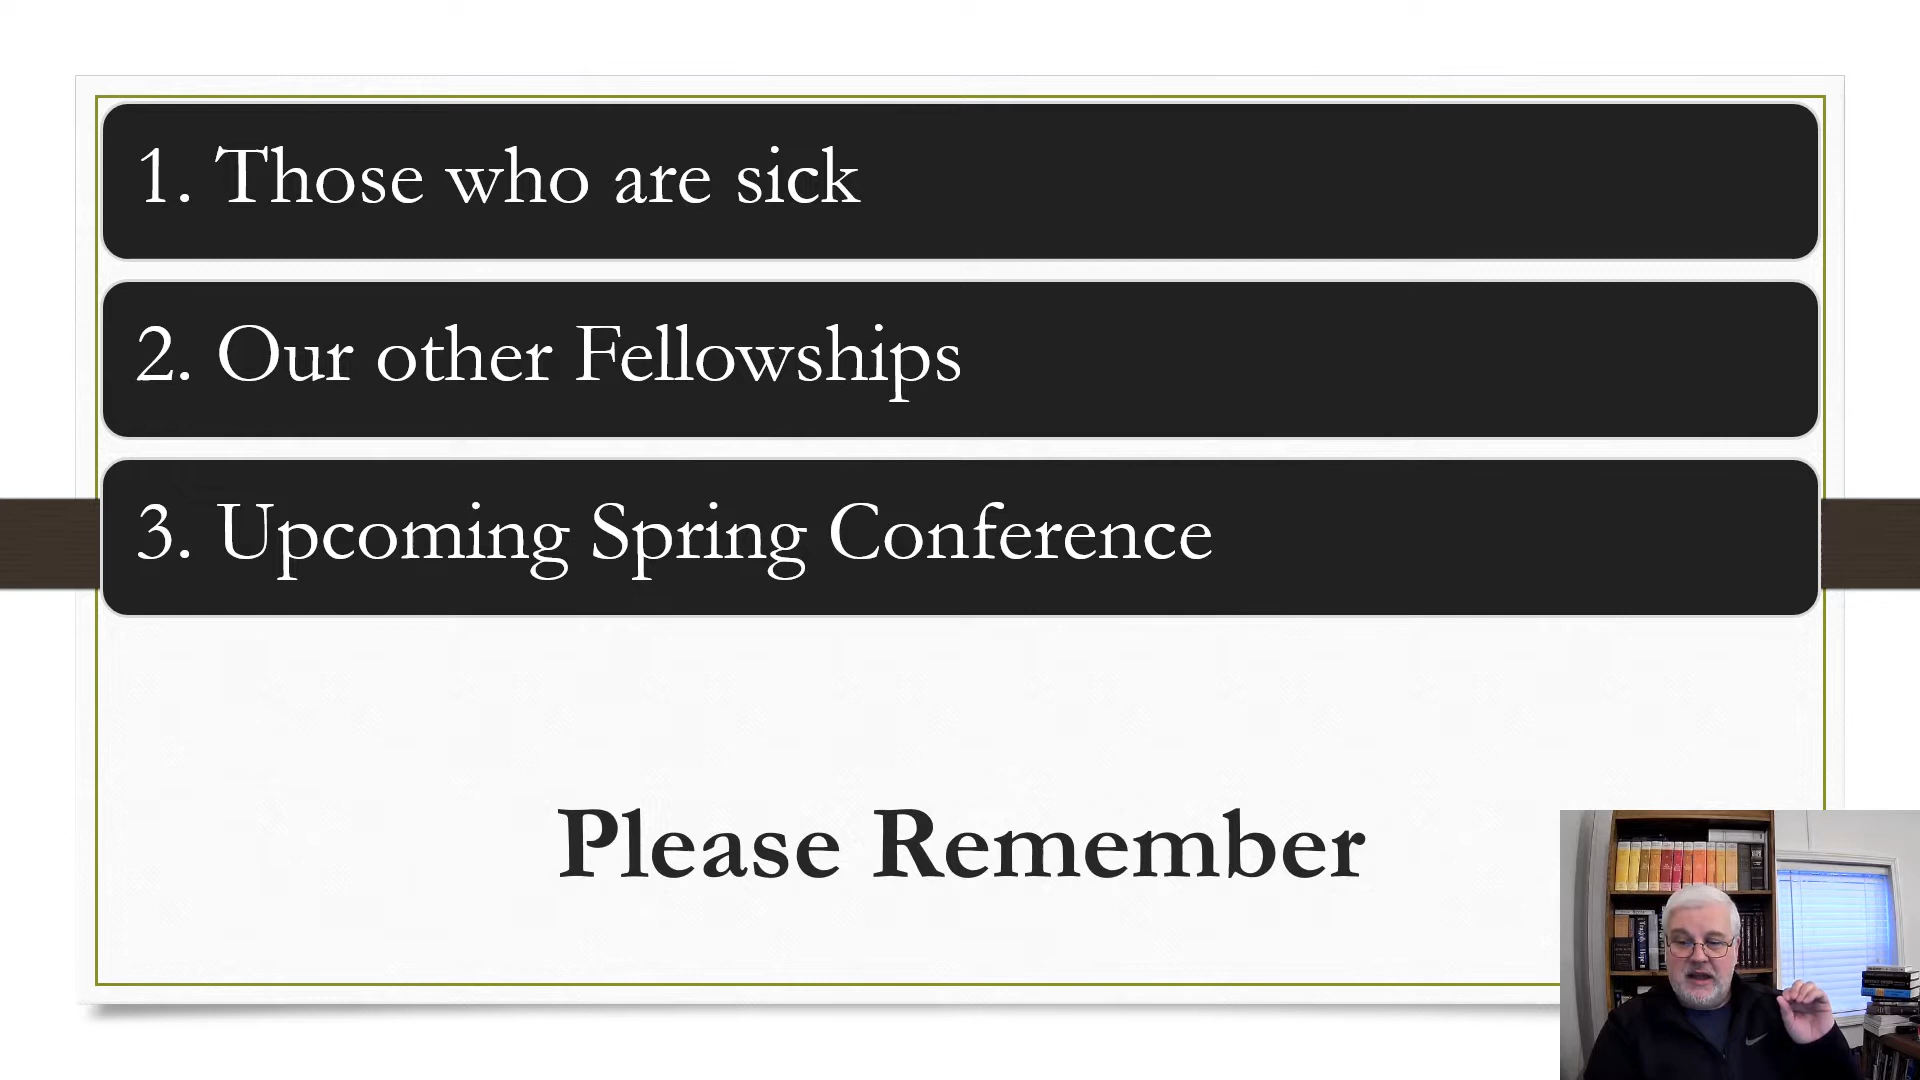 1. Those who are sick
2. Our other Fellowships
3. Upcoming Spring Conference
Please Remember